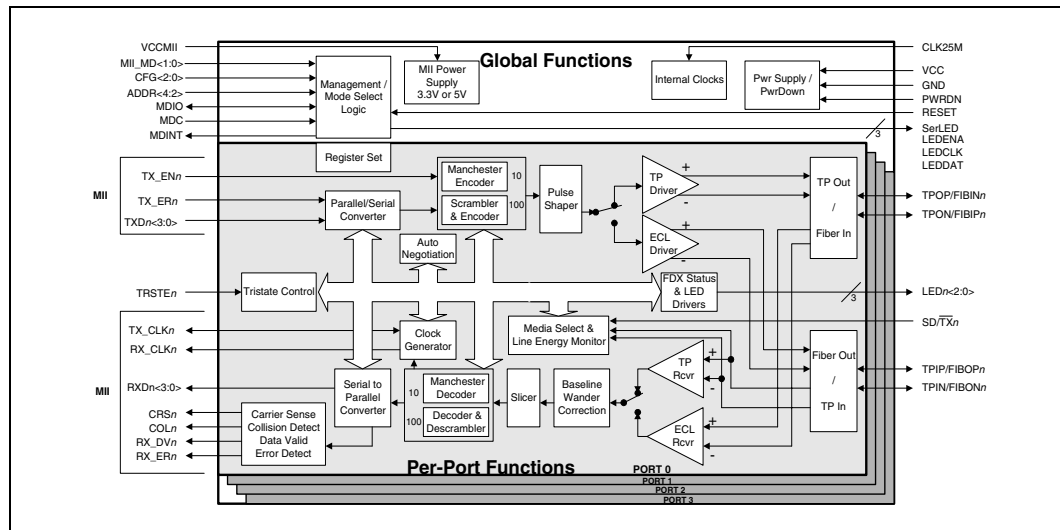 VCCMII
MII_MD<1:0>
CFG<2:0>
ADDR<4:2>
MDIO
MDC
MDINT
Management /
Mode Select
Logic
Register Set
MII Power
Supply
3.3V or 5V
Global Functions
Internal Clocks
Pwr Supply /
PwrDown
CLK25M
VCC
GND
PWRDN
RESET
3
SerLED
LEDENA
LEDCLK
LEDDAT
MII
TX_ENn
TX_ERn
TXDn<3:0>
Parallel/Serial
Converter
Manchester
Encoder
10
Scrambler
& Encoder
100
Pulse
Shaper
TP
Driver
+
-
ECL
Driver
+
-
TP Out
/
Fiber In
TPOP/FIBINn
TPON/FIBIPn
Auto
Negotiation
TRSTEn
Tristate Control
FDX Status
& LED
Drivers
3
LEDn<2:0>
MII
TX_CLKn
RX_CLKn
RXDn<3:0>
CRSn
COLn
RX_DVn
RX_ERn
Clock
Generator
Media Select &
Line Energy Monitor
SD/TXn
Serial to
Parallel
Converter
10
Manchester
Decoder
100
Decoder &
Descrambler
Slicer
Baseline
Wander
Correction
TP
Rcvr
+
-
ECL
Rcvr
+
-
Fiber Out
/
TP In
TPIP/FIBOPn
TPIN/FIBONn
Carrier Sense
Collision Detect
Data Valid
Error Detect
Per-Port Functions
PORT 0
PORT 1
PORT 2
PORT 3